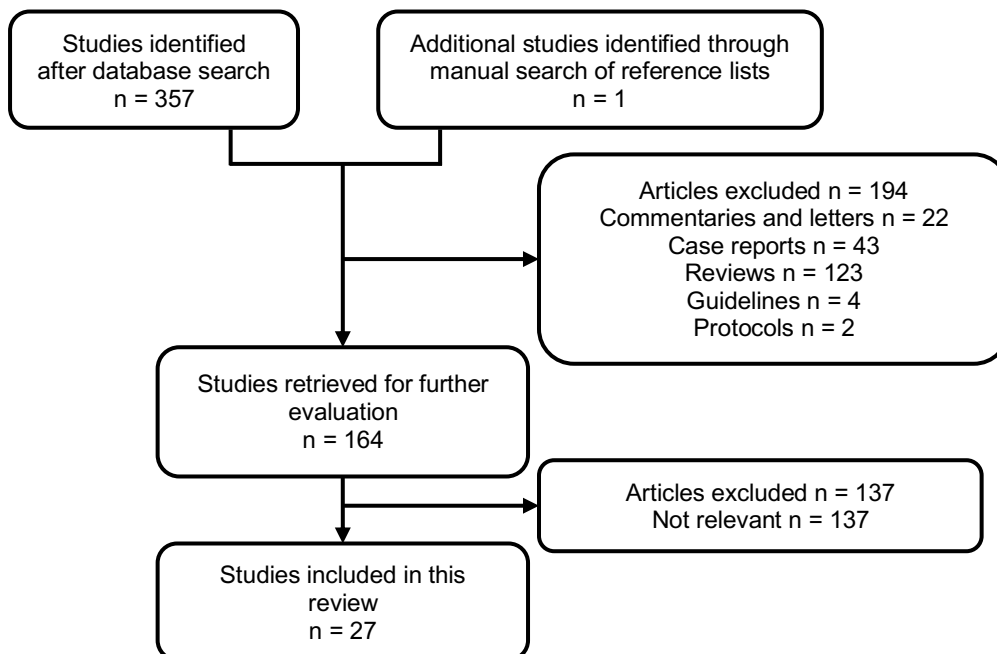 Studies identified
after database search
n = 357
Additional studies identified through
manual search of reference lists
n = 1
Articles excluded n = 194
Commentaries and letters n = 22
Case reports n = 43
Reviews n = 123
Guidelines n = 4
Protocols n = 2
Studies retrieved for further
evaluation
n = 164
Articles excluded n = 137
Not relevant n = 137
Studies included in this
review
n = 27